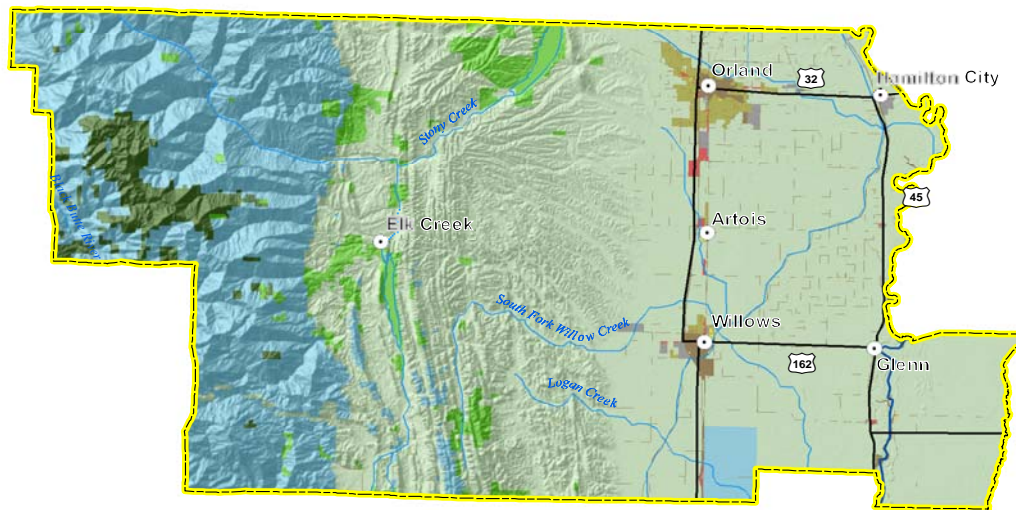 Orland
32
Hamilton City
Stony Creek
45
Elk Creek
Artois
South Fork Willow Creek
Willows
162
Glenn
Logan Creek